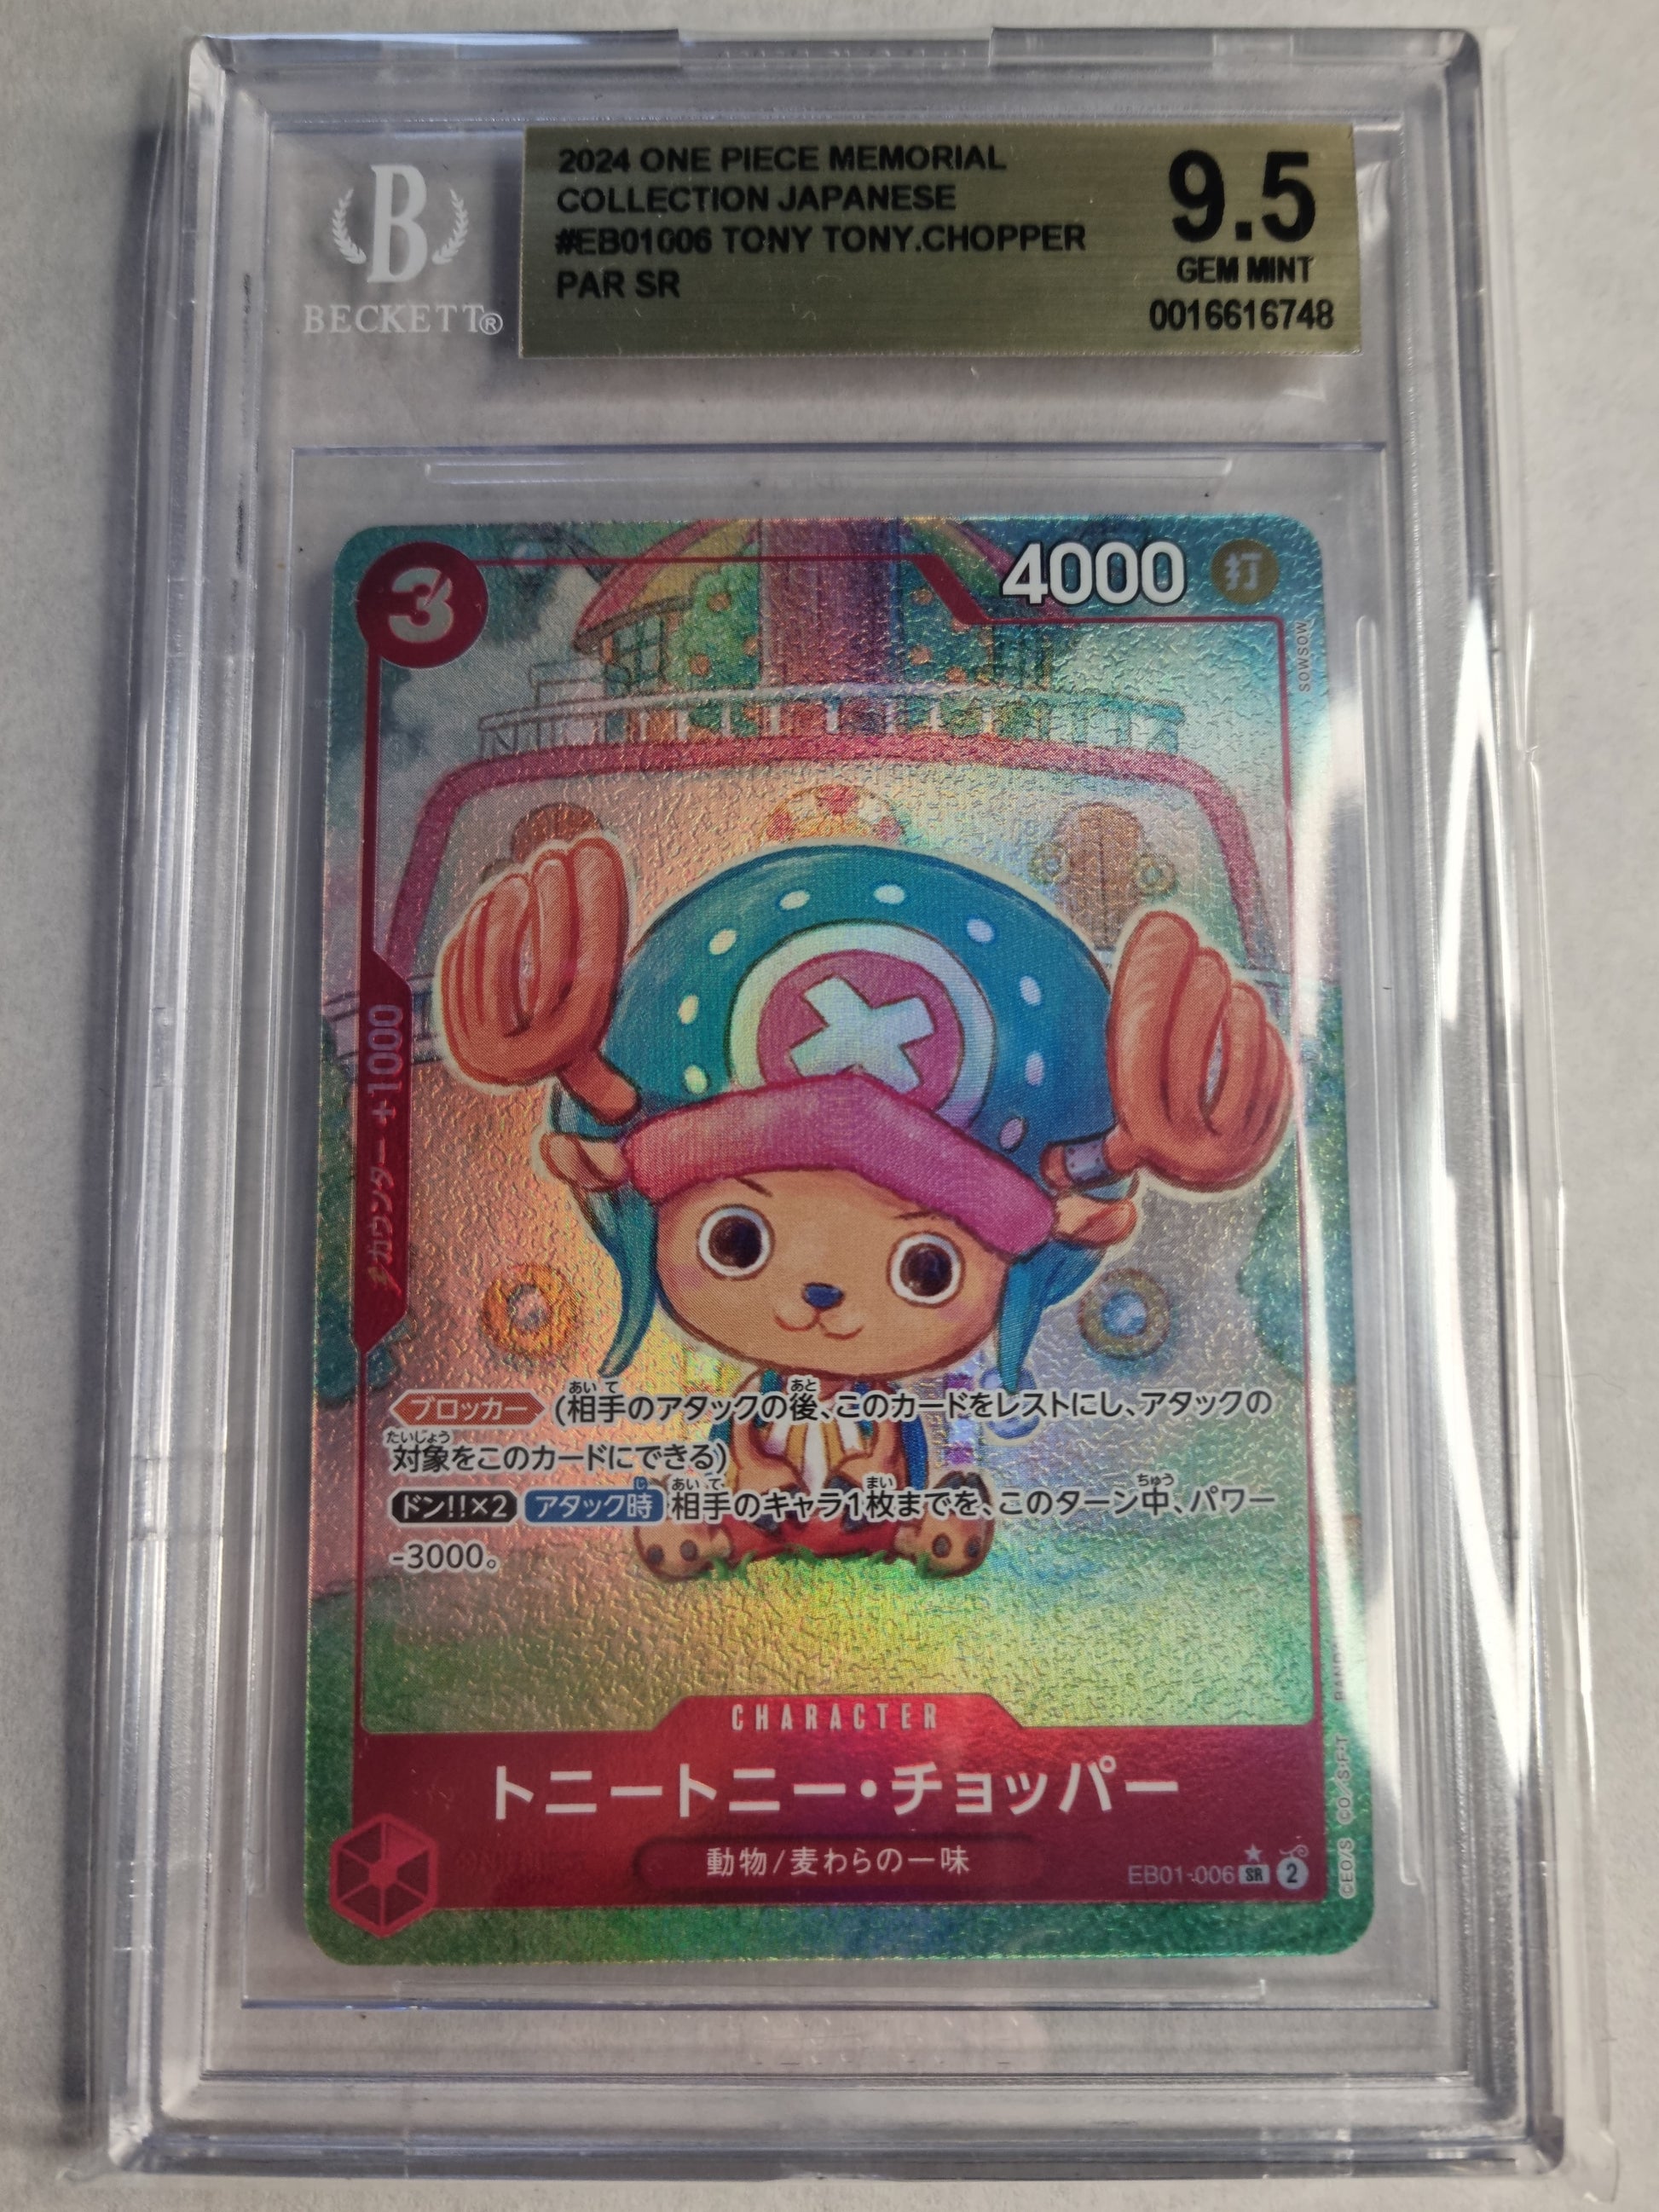 B
BECKETT®
2024 ONE PIECE MEMORIAL
COLLECTION JAPANESE
#EB01006 TONY TONY.CHOPPER
PAR SR
9.5
GEM MINT
0016616748
3
4000 打
SOWSOW
カウンター +1000
ブロッカー (相手のアタックの後、このカードをレストにし、アタックの
対象をこのカードにできる)
ドン!!×2 アタック時 相手のキャラ1枚までを、このターン中、パワー
-3000。
CHARACTER
トニートニー・チョッパー
動物/麦わらの一味
EB01-006 SR 2
©EO/S